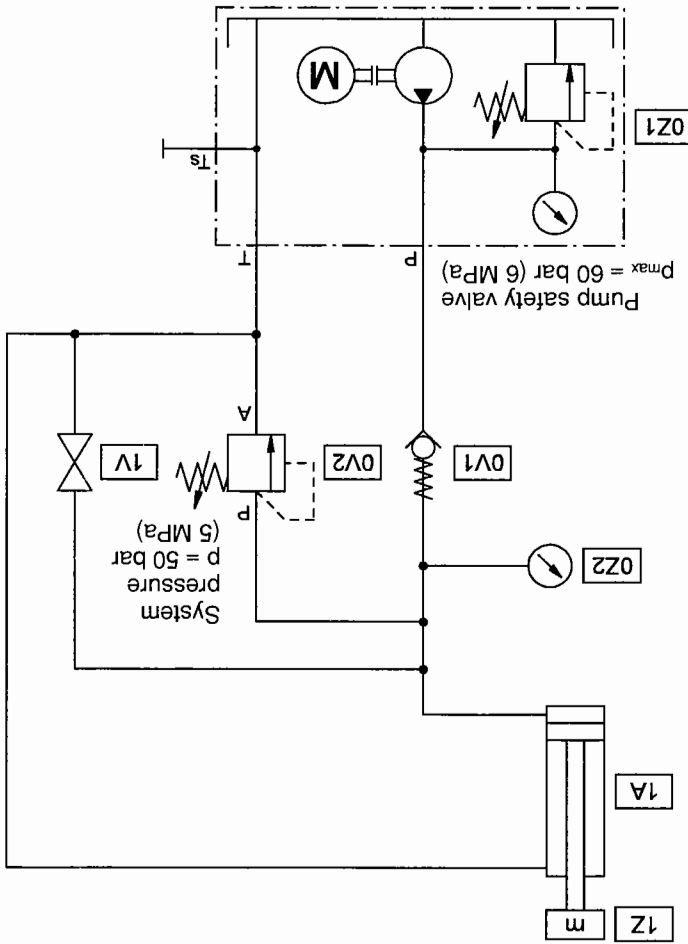 1Z
m
1A
0Z2
System
pressure
p = 50 bar
(5 MPa)
P
0V1
0V2
1V
A
Pump safety valve
pmax = 60 bar (6 MPa)
P
T
Ts
0Z1
M